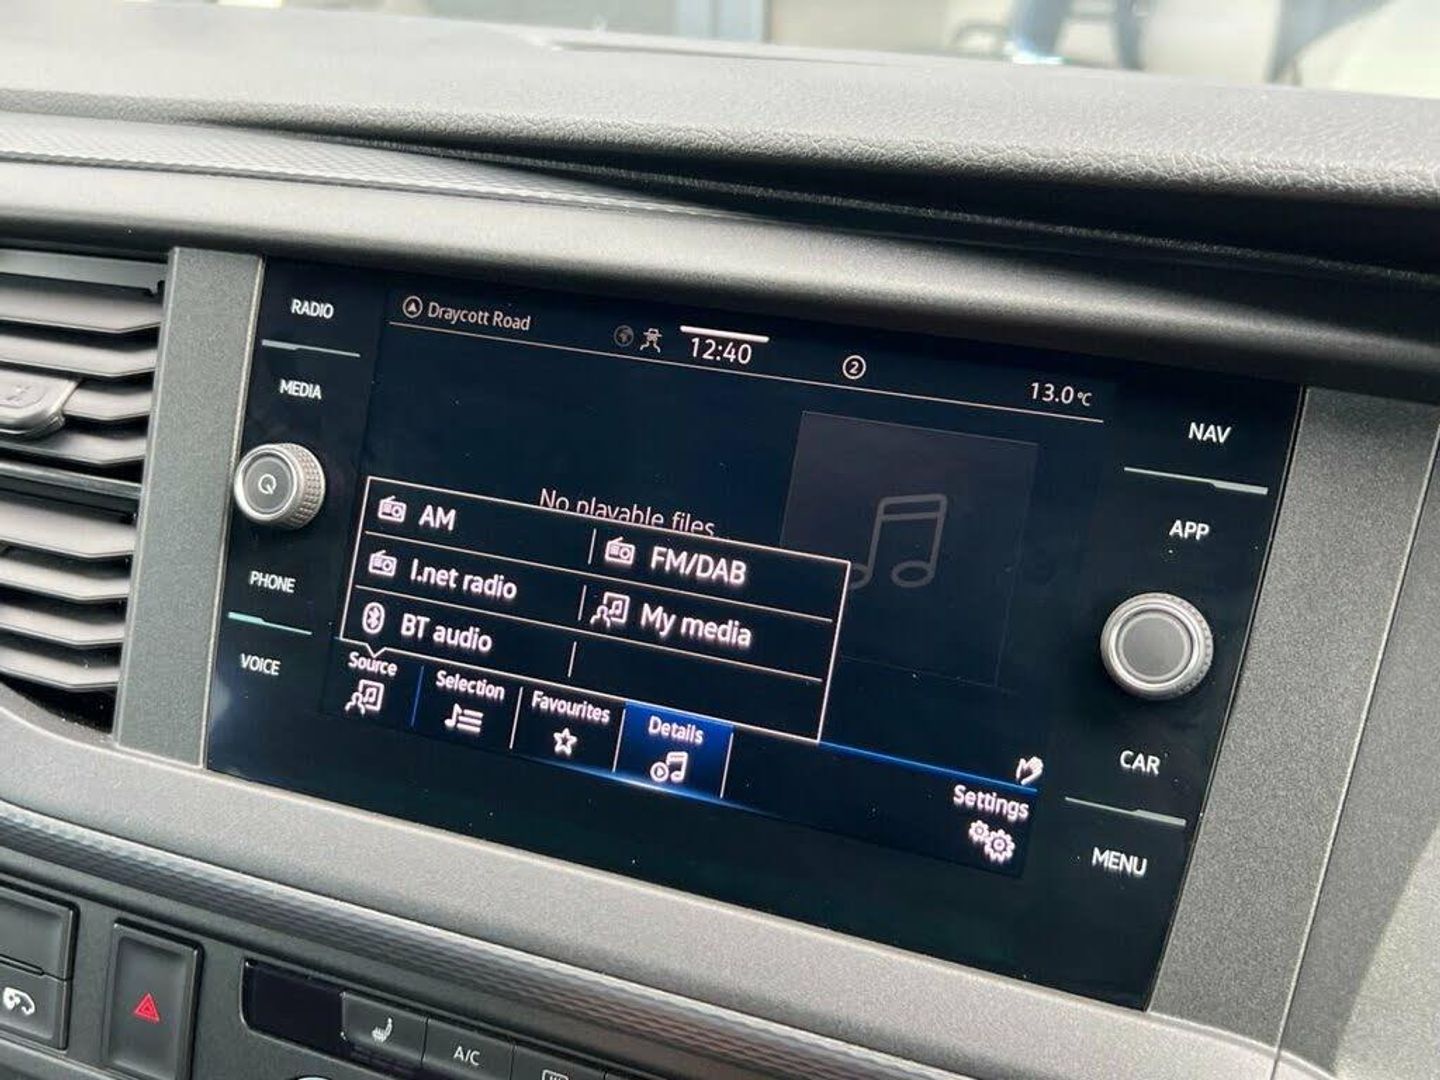 RADIO
MEDIA
PHONE
VOICE
Draycott Road
12:40
2
13.0°C
No playable files...
AM
FM/DAB
I.net radio
My media
BT audio
Source
Selection
Favourites
Details
Settings
NAV
APP
CAR
MENU
A/C